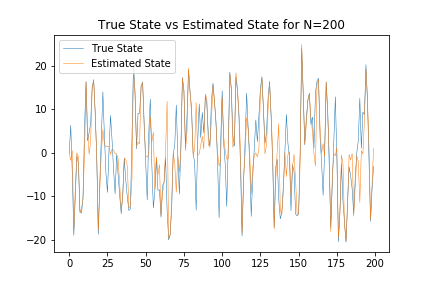 True State vs Estimated State for N=200
True State
Estimated State
20
10
0
−10
−20
0 25 50 75 100 125 150 175 200